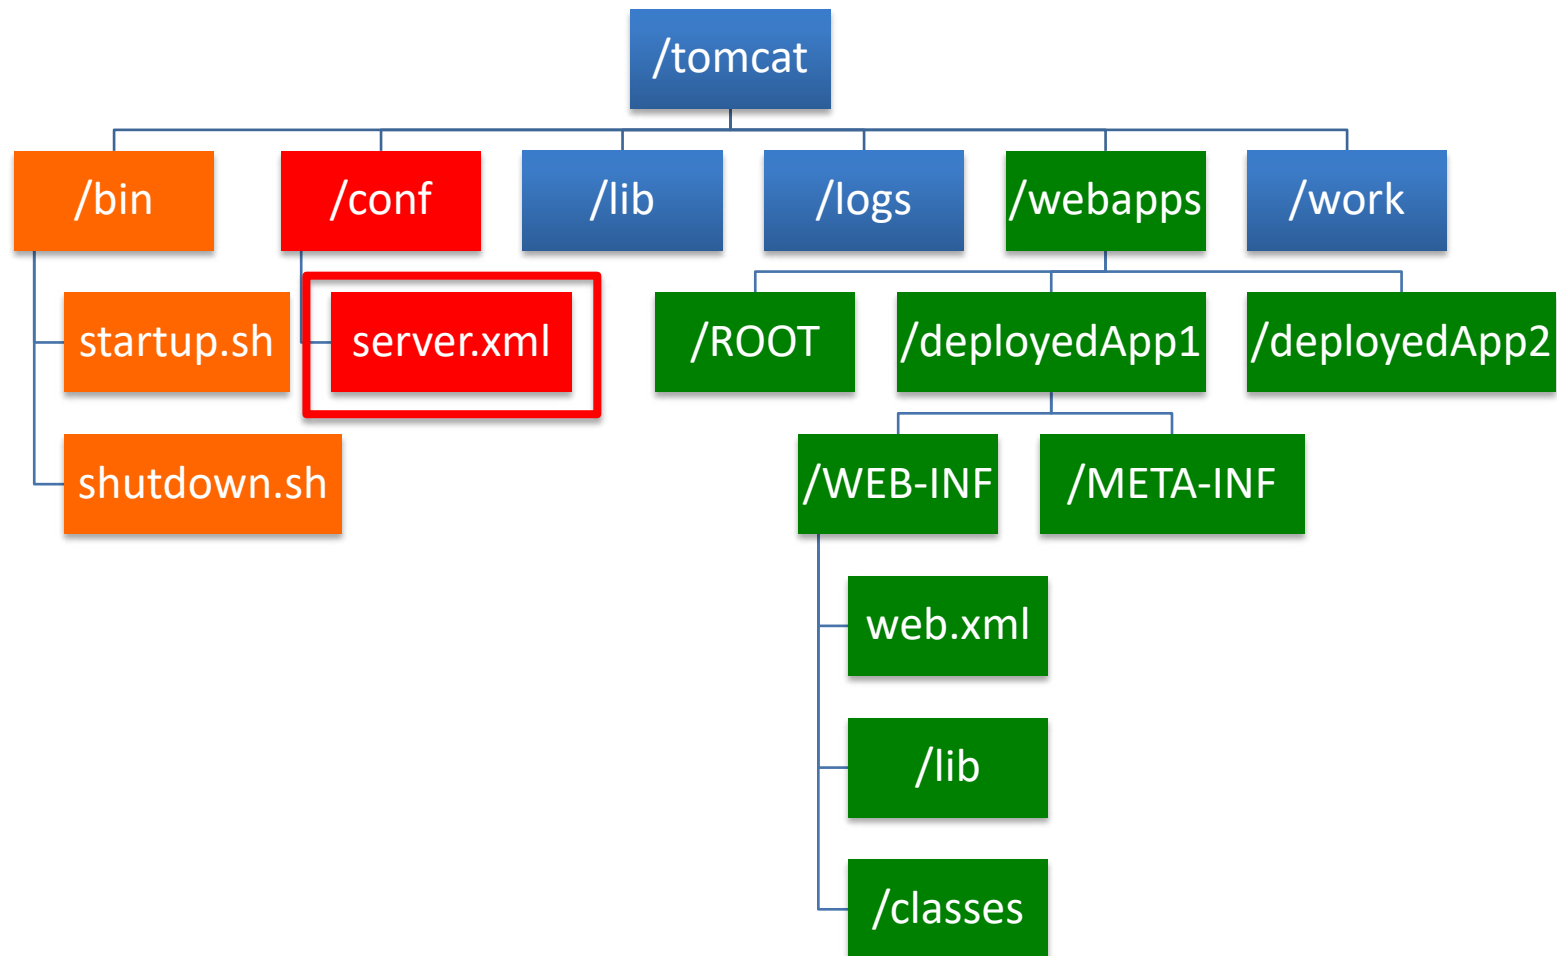 /tomcat
/bin
/conf
/lib
/logs
/webapps
/work
startup.sh
server.xml
/ROOT
/deployedApp1
/deployedApp2
shutdown.sh
/WEB-INF
/META-INF
web.xml
/lib
/classes